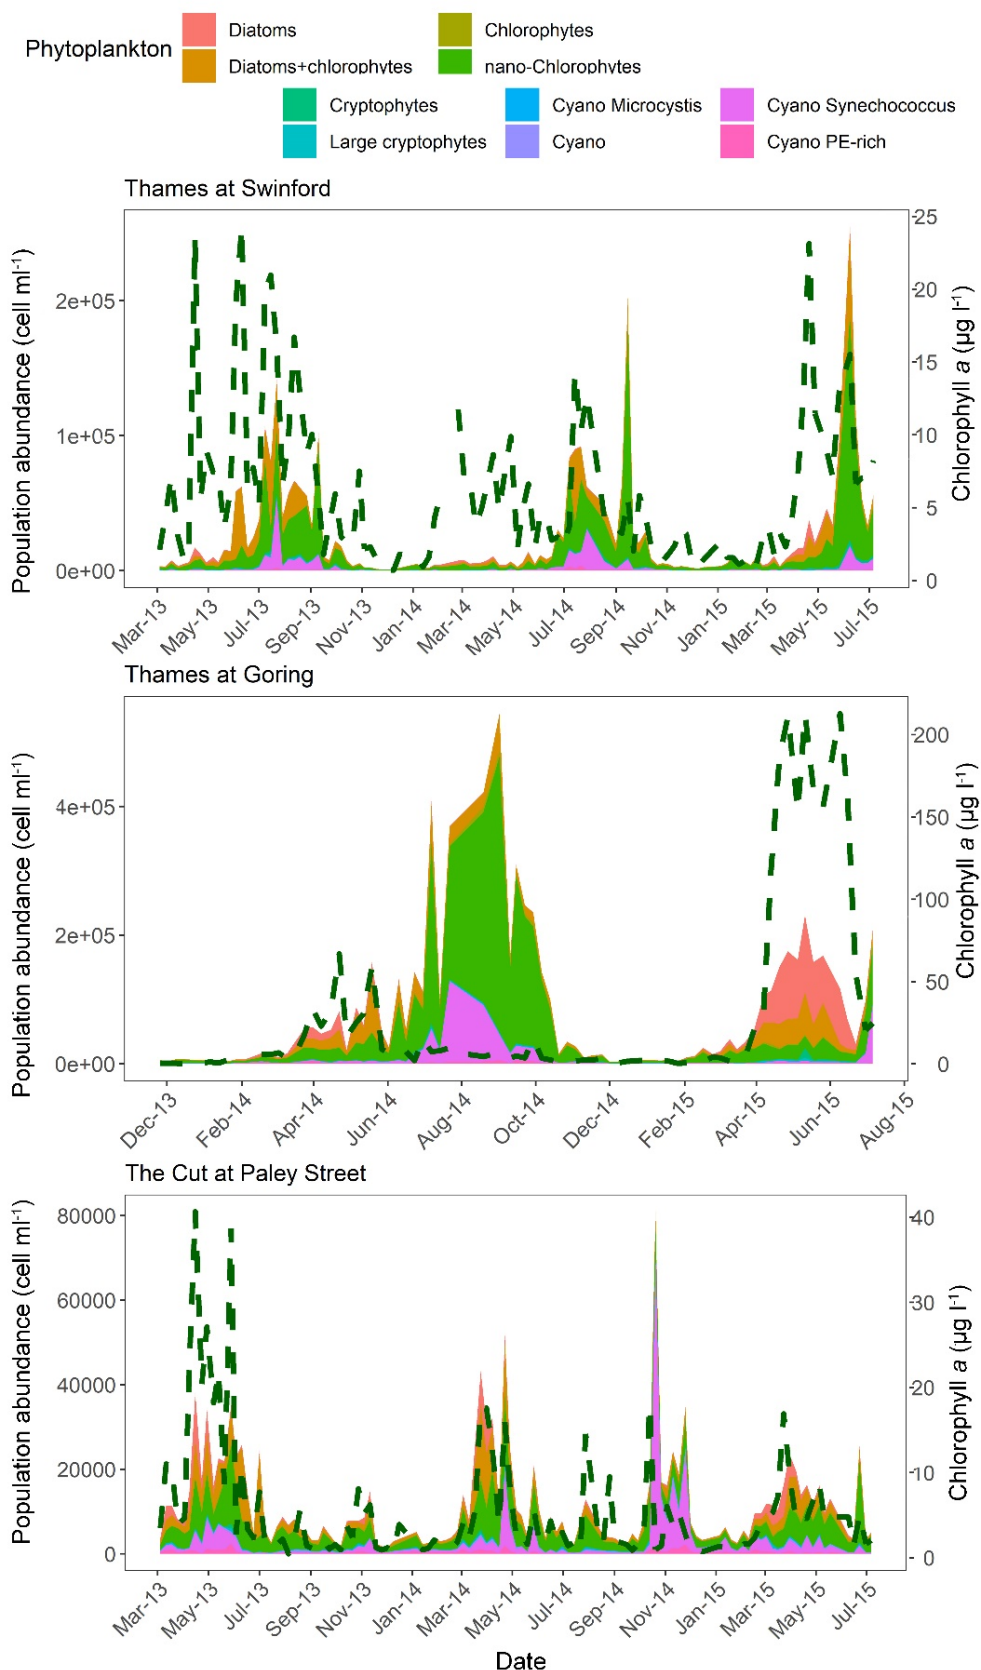 Phytoplankton
Diatoms
Chlorophytes
Diatoms+chlorophytes
nano-Chlorophytes
Cryptophytes
Cyano Microcystis
Cyano Synechococcus
Large cryptophytes
Cyano
Cyano PE-rich
Thames at Swinford
Population abundance (cell ml-1)
2e+05
1e+05
0e+00
25
20
15
10
5
0
Chlorophyll a (µg l-1)
Mar-13 May-13 Jul-13 Sep-13 Nov-13 Jan-14 Mar-14 May-14 Jul-14 Sep-14 Nov-14 Jan-15 Mar-15 May-15 Jul-15
Thames at Goring
Population abundance (cell ml-1)
4e+05
2e+05
0e+00
200
150
100
50
0
Chlorophyll a (µg l-1)
Dec-13 Feb-14 Apr-14 Jun-14 Aug-14 Oct-14 Dec-14 Feb-15 Apr-15 Jun-15 Aug-15
The Cut at Paley Street
Population abundance (cell ml-1)
80000
60000
40000
20000
0
40
30
20
10
0
Chlorophyll a (µg l-1)
Mar-13 May-13 Jul-13 Sep-13 Nov-13 Jan-14 Mar-14 May-14 Jul-14 Sep-14 Nov-14 Jan-15 Mar-15 May-15 Jul-15
Date